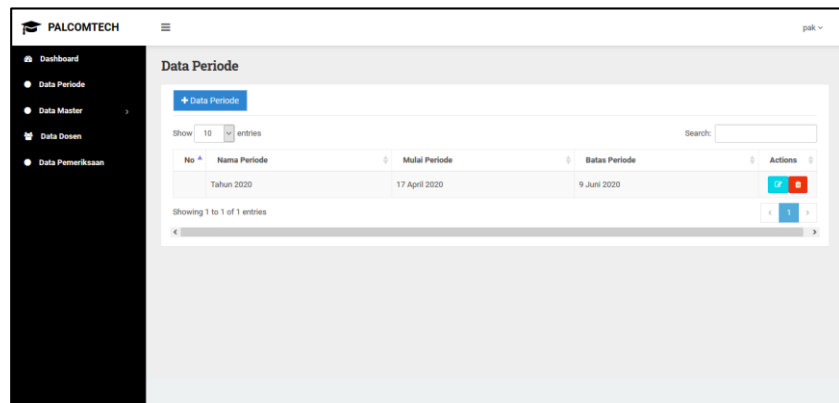 PALCOMTECH
pak
Dashboard
Data Periode
Data Master
Data Dosen
Data Pemeriksaan
Data Periode
+ Data Periode
Show 10 entries
Search:
No Nama Periode Mulai Periode Batas Periode Actions
Tahun 2020 17 April 2020 9 Juni 2020
Showing 1 to 1 of 1 entries
< 1 >